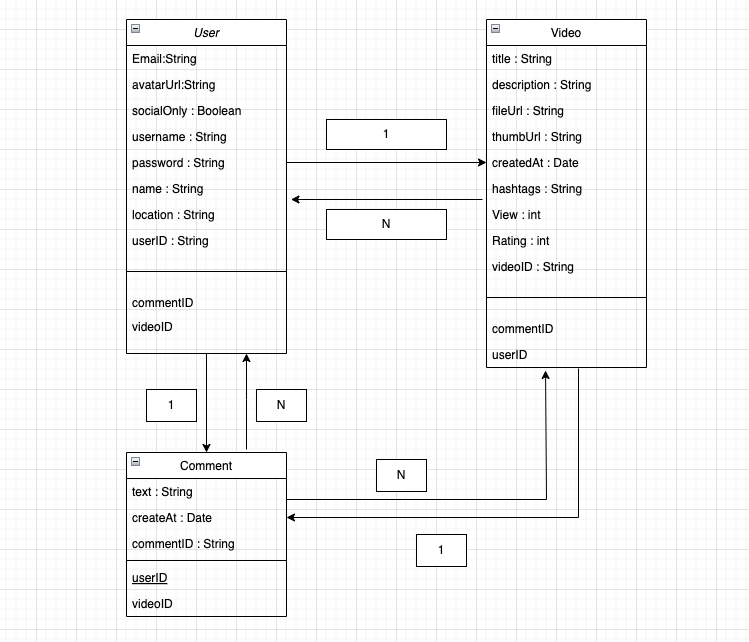 User
Email:String
avatarUrl:String
socialOnly : Boolean
username : String
password : String
name : String
location : String
userID : String
commentID
videoID
1
N
Video
title : String
description : String
fileUrl : String
thumbUrl : String
createdAt : Date
hashtags : String
View : int
Rating : int
videoID : String
commentID
userID
1
N
Comment
text : String
createAt : Date
commentID : String
userID
videoID
N
1